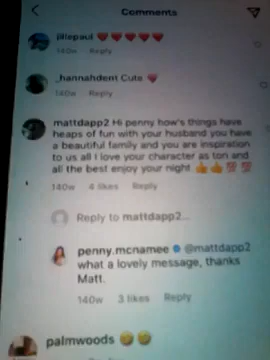 Comments
jillepaul ❤️❤️❤️❤️❤️
140w Reply
_hannahdent Cute ❤️
140w Reply
mattdapp2 Hi penny how's things have
heaps of fun with your husband you have
a beautiful family and you are inspiration
to us all I love your character as ton and
all the best enjoy your night 👍👍💯💯
140w 4 likes Reply
Reply to mattdapp2...
penny.mcnamee @mattdapp2
what a lovely message, thanks
Matt.
140w 3 likes Reply
palmwoods 🤣🤣